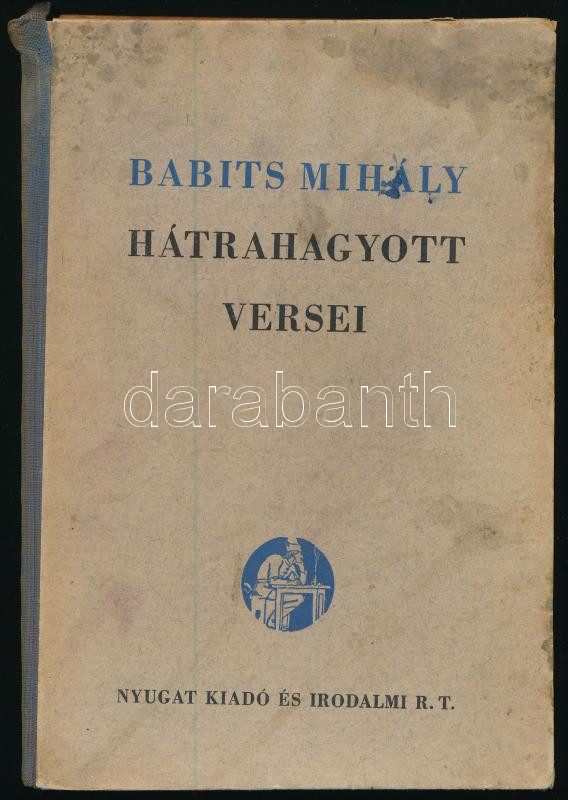 BABITS MIHÁLY
HÁTRAHAGYOTT
VERSEI
darabanth
NYUGAT KIADÓ ÉS IRODALMI R. T.